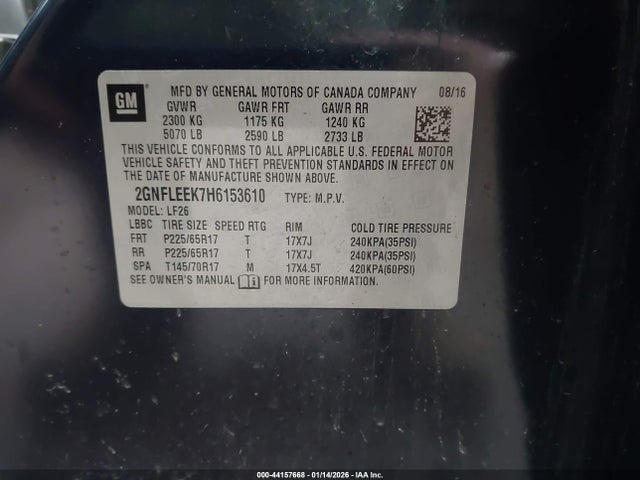 GM
MFD BY GENERAL MOTORS OF CANADA COMPANY 08/16
GVWR GAWR FRT GAWR RR
2300 KG 1175 KG 1240 KG
5070 LB 2590 LB 2733 LB
THIS VEHICLE CONFORMS TO ALL APPLICABLE U.S. FEDERAL MOTOR
VEHICLE SAFETY AND THEFT PREVENTION STANDARDS IN EFFECT ON
THE DATE OF MANUFACTURE SHOWN ABOVE.
2GNFLEEK7H6153610 TYPE: M.P.V.
MODEL: LF26
LBBC TIRE SIZE SPEED RTG RIM COLD TIRE PRESSURE
FRT P225/65R17 T 17X7J 240KPA(35PSI)
RR P225/65R17 T 17X7J 240KPA(35PSI)
SPA T145/70R17 M 17X4.5T 420KPA(60PSI)
SEE OWNER'S MANUAL FOR MORE INFORMATION.
000-44157668 - 01/14/2026 - IAAI.COM